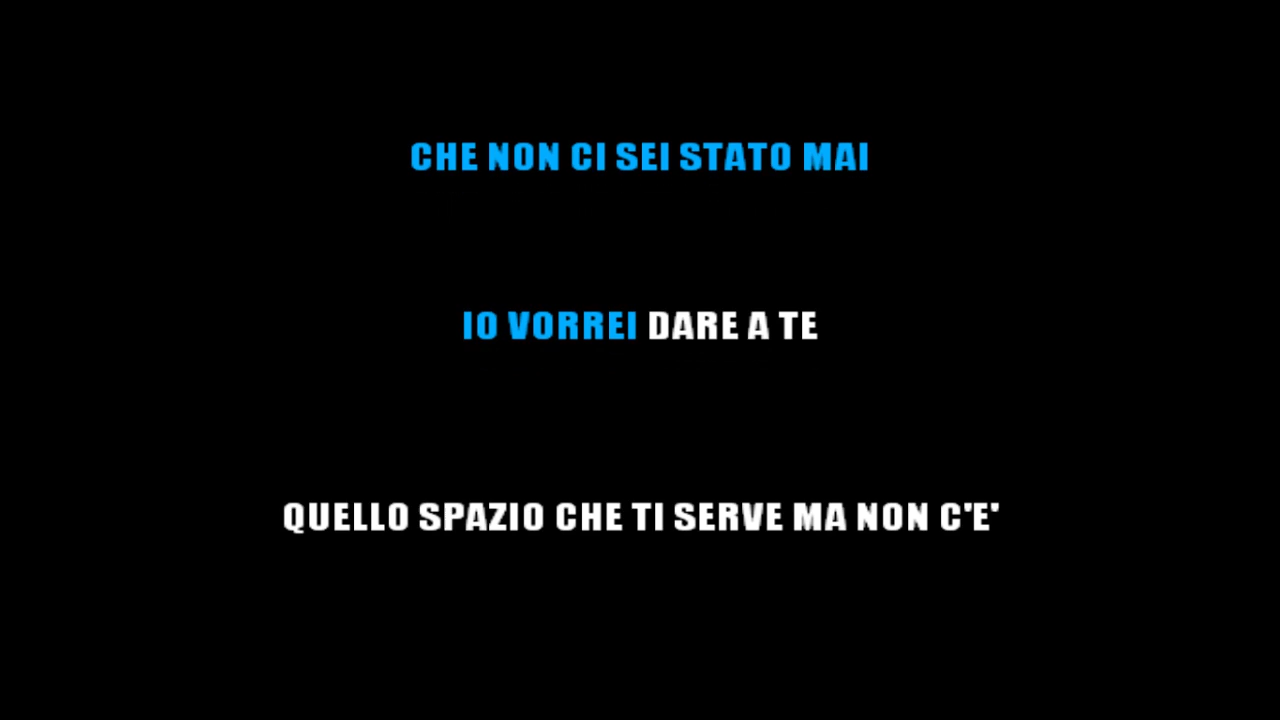 CHE NON CI SEI STATO MAI
IO VORREI DARE A TE
QUELLO SPAZIO CHE TI SERVE MA NON C'E'